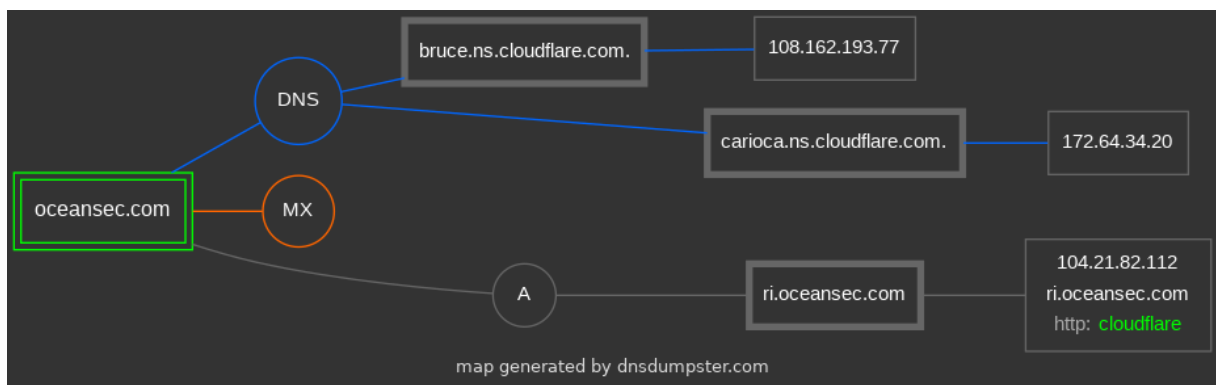 bruce.ns.cloudflare.com.
108.162.193.77
DNS
carioca.ns.cloudflare.com.
172.64.34.20
oceansec.com
MX
A
ri.oceansec.com
104.21.82.112
ri.oceansec.com
http: cloudflare
map generated by dnsdumpster.com